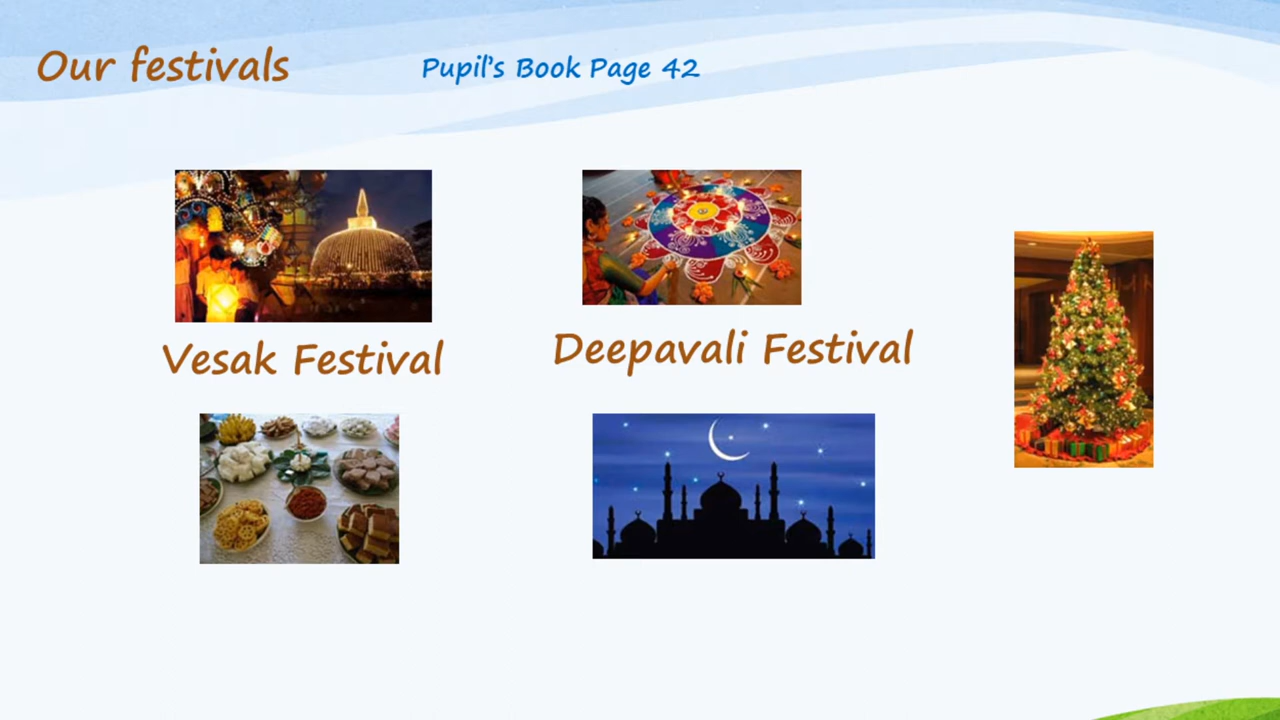 Our festivals
Pupil's Book Page 42
Vesak Festival
Deepavali Festival